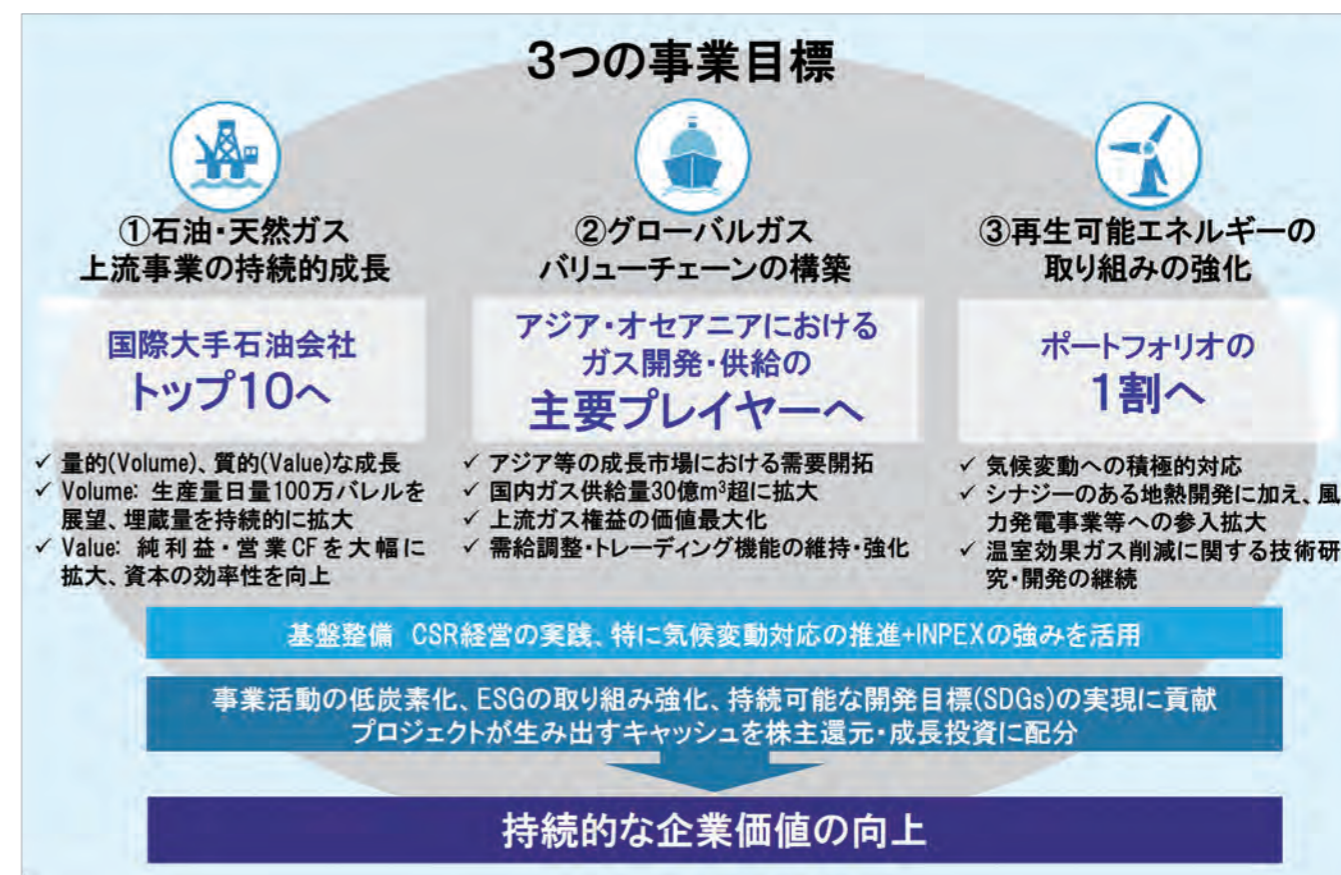 3つの事業目標
①石油・天然ガス
上流事業の持続的成長
国際大手石油会社
トップ10へ
✓ 量的(Volume)、質的(Value)な成長
✓ Volume: 生産量日量100万バレルを
展望、埋蔵量を持続的に拡大
✓ Value: 純利益・営業CFを大幅に
拡大、資本の効率性を向上
②グローバルガス
バリューチェーンの構築
アジア・オセアニアにおける
ガス開発・供給の
主要プレイヤーへ
✓ アジア等の成長市場における需要開拓
✓ 国内ガス供給量30億m³超に拡大
✓ 上流ガス権益の価値最大化
✓ 需給調整・トレーディング機能の維持・強化
③再生可能エネルギーの
取り組みの強化
ポートフォリオの
1割へ
✓ 気候変動への積極的対応
✓ シナジーのある地熱開発に加え、風
力発電事業等への参入拡大
✓ 温室効果ガス削減に関する技術研
究・開発の継続
基盤整備 CSR経営の実践、特に気候変動対応の推進+INPEXの強みを活用
事業活動の低炭素化、ESGの取り組み強化、持続可能な開発目標(SDGs)の実現に貢献
プロジェクトが生み出すキャッシュを株主還元・成長投資に配分
持続的な企業価値の向上